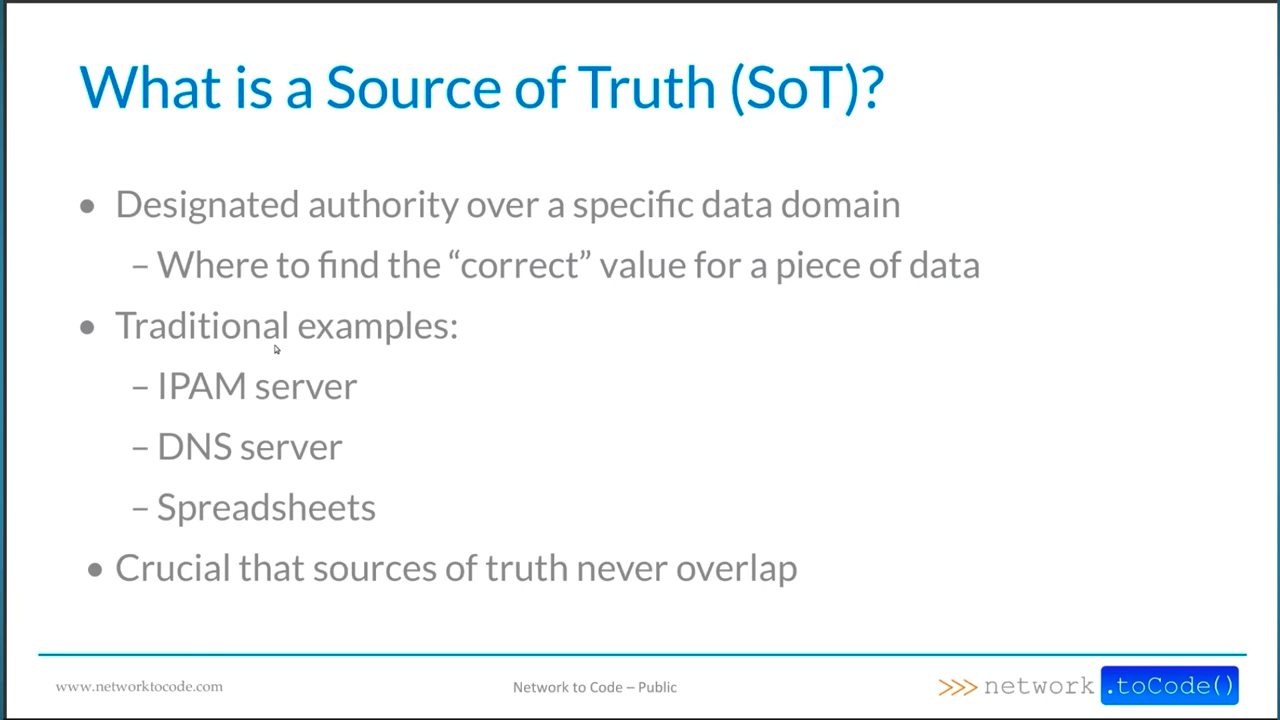 What is a Source of Truth (SoT)?
• Designated authority over a specific data domain
– Where to find the “correct” value for a piece of data
• Traditional examples:
– IPAM server
– DNS server
– Spreadsheets
• Crucial that sources of truth never overlap
www.networktocode.com
Network to Code – Public
>>> network .toCode()